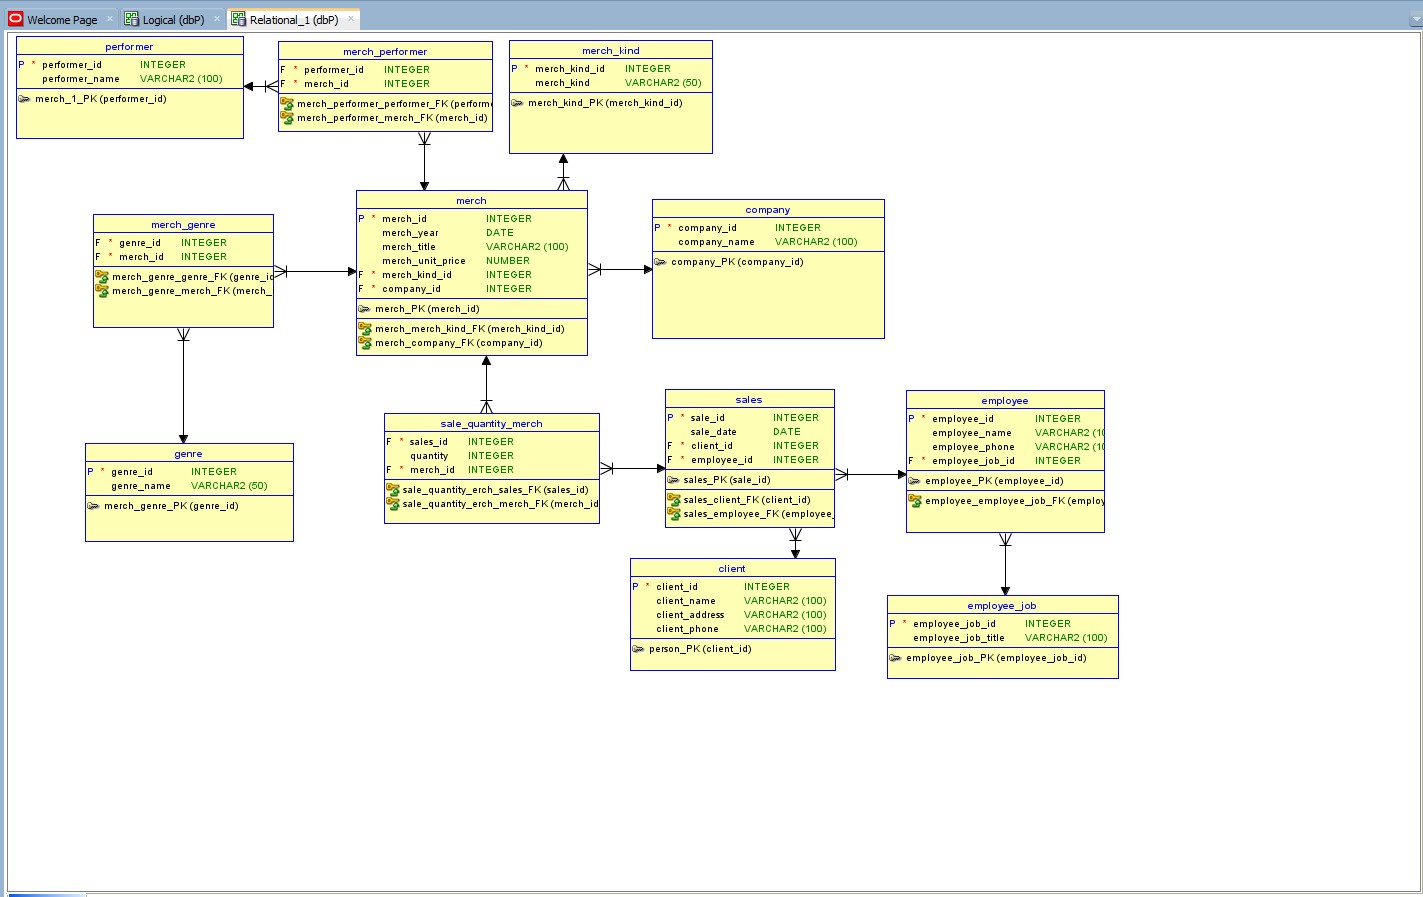 Welcome Page
Logical (dbP)
Relational_1 (dbP)
performer
P * performer_id INTEGER
performer_name VARCHAR2 (100)
merch_1_PK (performer_id)
merch_performer
F * performer_id INTEGER
F * merch_id INTEGER
merch_performer_performer_FK (perform
merch_performer_merch_FK (merch_id)
merch_kind
P * merch_kind_id INTEGER
merch_kind VARCHAR2 (50)
merch_kind_PK (merch_kind_id)
merch_genre
F * genre_id INTEGER
F * merch_id INTEGER
merch_genre_genre_FK (genre_id
merch_genre_merch_FK (merch_
merch
P * merch_id INTEGER
merch_year DATE
merch_title VARCHAR2 (100)
merch_unit_price NUMBER
F * merch_kind_id INTEGER
F * company_id INTEGER
merch_PK (merch_id)
merch_merch_kind_FK (merch_kind_id)
merch_company_FK (company_id)
company
P * company_id INTEGER
company_name VARCHAR2 (100)
company_PK (company_id)
genre
P * genre_id INTEGER
genre_name VARCHAR2 (50)
merch_genre_PK (genre_id)
sale_quantity_merch
F * sales_id INTEGER
quantity INTEGER
F * merch_id INTEGER
sale_quantity_erch_sales_FK (sales_id)
sale_quantity_erch_merch_FK (merch_id
sales
P * sale_id INTEGER
sale_date DATE
F * client_id INTEGER
F * employee_id INTEGER
sales_PK (sale_id)
sales_client_FK (client_id)
sales_employee_FK (employee_
employee
P * employee_id INTEGER
employee_name VARCHAR2 (10
employee_phone VARCHAR2 (10
F * employee_job_id INTEGER
employee_PK (employee_id)
employee_employee_job_FK (employ
client
P * client_id INTEGER
client_name VARCHAR2 (100)
client_address VARCHAR2 (100)
client_phone VARCHAR2 (100)
person_PK (client_id)
employee_job
P * employee_job_id INTEGER
employee_job_title VARCHAR2 (100)
employee_job_PK (employee_job_id)